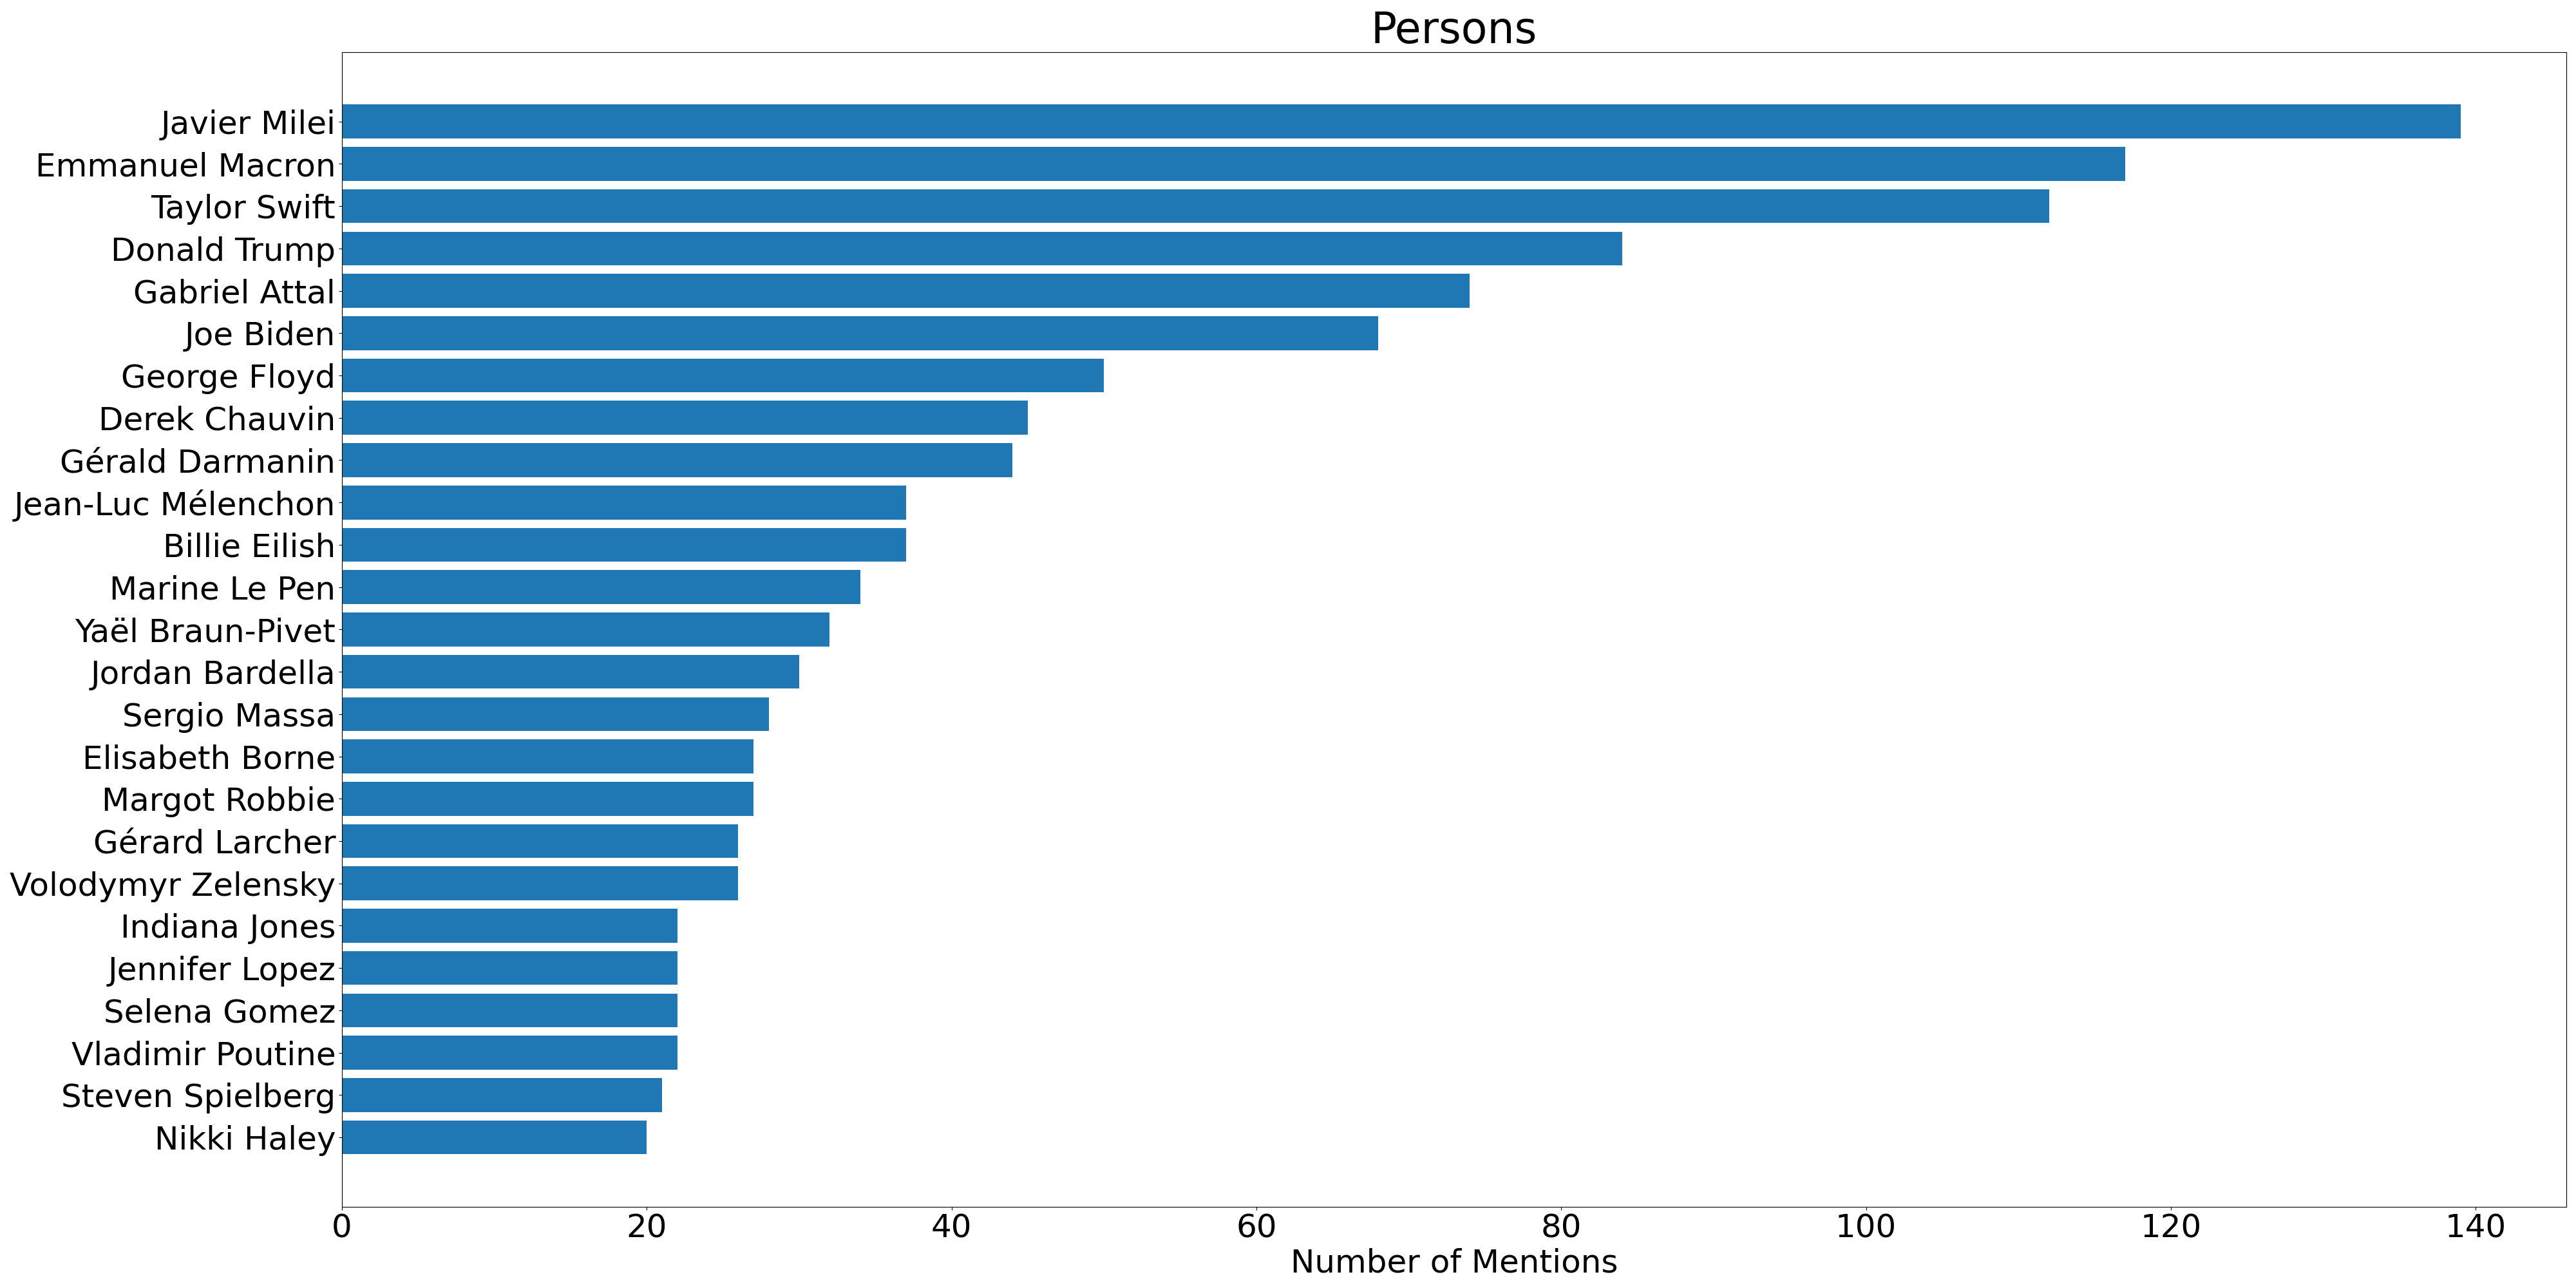 Persons
Javier Milei
Emmanuel Macron
Taylor Swift
Donald Trump
Gabriel Attal
Joe Biden
George Floyd
Derek Chauvin
Gérald Darmanin
Jean-Luc Mélenchon
Billie Eilish
Marine Le Pen
Yaël Braun-Pivet
Jordan Bardella
Sergio Massa
Elisabeth Borne
Margot Robbie
Gérard Larcher
Volodymyr Zelensky
Indiana Jones
Jennifer Lopez
Selena Gomez
Vladimir Poutine
Steven Spielberg
Nikki Haley
0 20 40 60 80 100 120 140
Number of Mentions